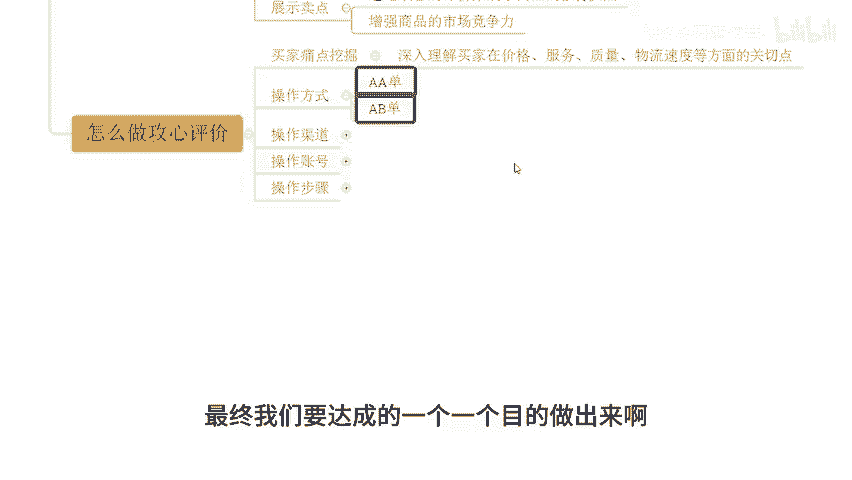 展示卖点
增强商品的市场竞争力
买家痛点挖掘 深入理解买家在价格、服务、质量、物流速度等方面的关切点
操作方式 AA单
AB单
怎么做攻心评价
操作渠道
操作账号
操作步骤
最终我们要达成的一个一个目的做出来啊
bilibili